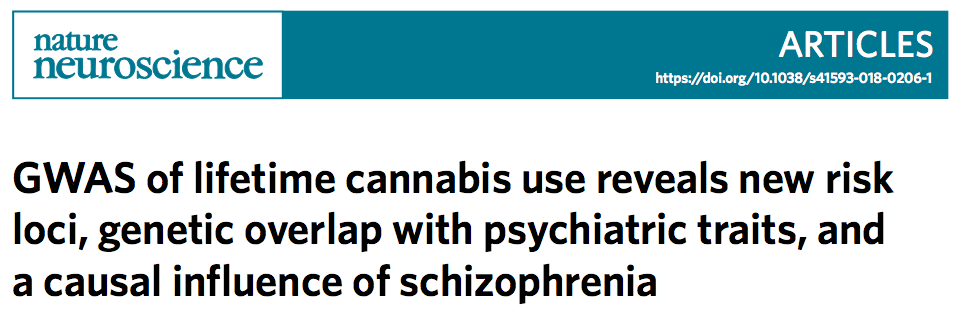 nature
neuroscience
ARTICLES
https://doi.org/10.1038/s41593-018-0206-1
GWAS of lifetime cannabis use reveals new risk
loci, genetic overlap with psychiatric traits, and
a causal influence of schizophrenia